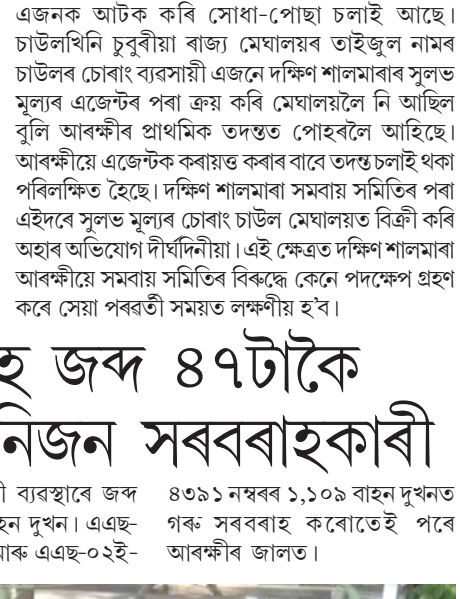 এজনক আটক কৰি সোধা-পোছা চলাই আছে।
চাউলখিনি চুবুৰীয়া ৰাজ্য মেঘালয়ৰ তাইজুল নামৰ
চাউলৰ চোৰাং ব্যৱসায়ী এজনে দক্ষিণ শালমাৰাৰ সুলভ
মূল্যৰ এজেন্টৰ পৰা ক্ৰয় কৰি মেঘালয়লৈ নি আছিল
বুলি আৰক্ষীৰ প্ৰাথমিক তদন্তত পোহৰলৈ আহিছে।
আৰক্ষীয়ে এজেন্টক কৰায়ত্ত কৰাৰ বাবে তদন্ত চলাই থকা
পৰিলক্ষিত হৈছে। দক্ষিণ শালমাৰা সমবায় সমিতিৰ পৰা
এইদৰে সুলভ মূল্যৰ চোৰাং চাউল মেঘালয়ত বিক্ৰী কৰি
অহাৰ অভিযোগ দীৰ্ঘদিনীয়া। এই ক্ষেত্ৰত দক্ষিণ শালমাৰা
আৰক্ষীয়ে সমবায় সমিতিৰ বিৰুদ্ধে কেনে পদক্ষেপ গ্ৰহণ
কৰে সেয়া পৰৱৰ্তী সময়ত লক্ষণীয় হ'ব।
হ জব্দ ৪৭টাকৈ
নিজন সৰবৰাহকাৰী
ী ব্যৱস্থাৰে জব্দ
হন দুখন। এএছ-
আৰু এএছ-০২ই-
৪৩৯১ নম্বৰৰ ১,১০৯ বাহন দুখনত
গৰু সৰবৰাহ কৰোতেই পৰে
আৰক্ষীৰ জালত।